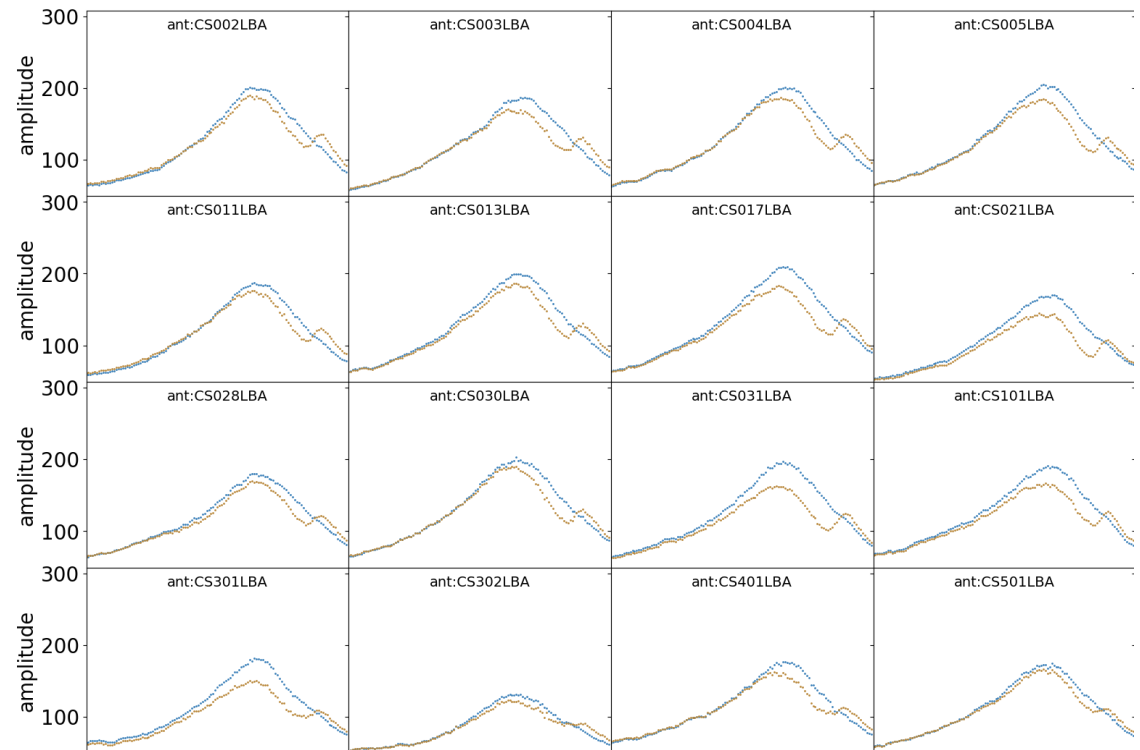 300
ant:CS002LBA ant:CS003LBA ant:CS004LBA ant:CS005LBA
200
amplitude
100
300
ant:CS011LBA ant:CS013LBA ant:CS017LBA ant:CS021LBA
200
amplitude
100
300
ant:CS028LBA ant:CS030LBA ant:CS031LBA ant:CS101LBA
200
amplitude
100
300
ant:CS301LBA ant:CS302LBA ant:CS401LBA ant:CS501LBA
200
amplitude
100